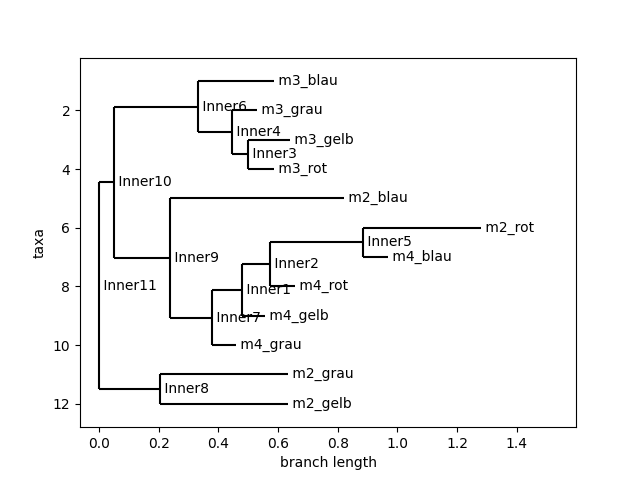 m3_blau
Inner6
m3_grau
2
Inner4
m3_gelb
Inner3
4
m3_rot
Inner10
m2_blau
6
m2_rot
Inner5
taxa
Inner9
m4_blau
Inner2
8
Inner11
Inner1
m4_rot
Inner7
m4_gelb
10
m4_grau
m2_grau
Inner8
12
m2_gelb
0.0 0.2 0.4 0.6 0.8 1.0 1.2 1.4
branch length